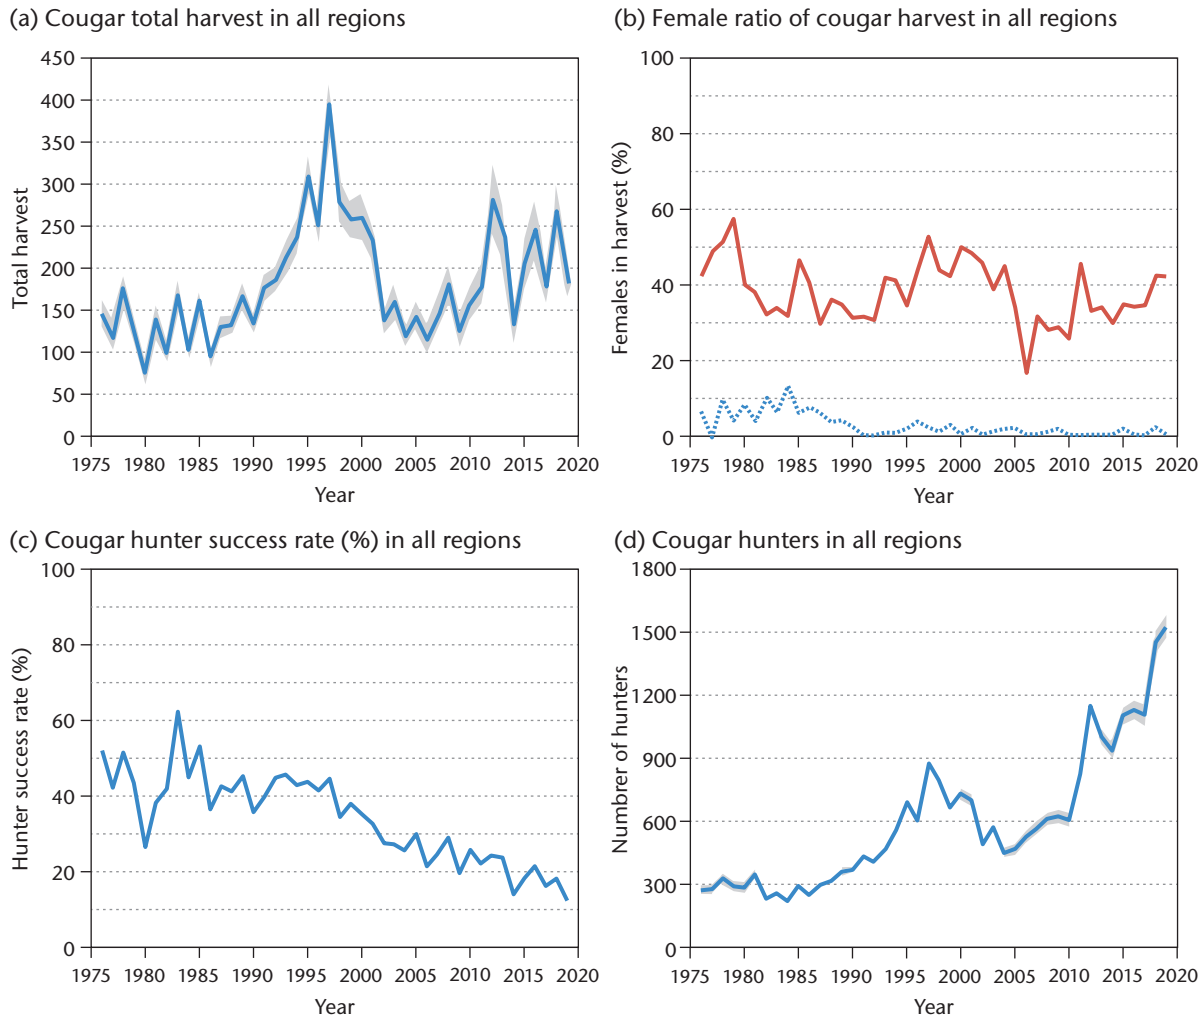 (a) Cougar total harvest in all regions
450
400
350
300
250
200
150
100
50
0
Total harvest
1975 1980 1985 1990 1995 2000 2005 2010 2015 2020
Year
(b) Female ratio of cougar harvest in all regions
100
80
60
40
20
0
Females in harvest (%)
1975 1980 1985 1990 1995 2000 2005 2010 2015 2020
Year
(c) Cougar hunter success rate (%) in all regions
100
80
60
40
20
0
Hunter success rate (%)
1975 1980 1985 1990 1995 2000 2005 2010 2015 2020
Year
(d) Cougar hunters in all regions
1800
1500
1200
900
600
300
0
Numbrer of hunters
1975 1980 1985 1990 1995 2000 2005 2010 2015 2020
Year